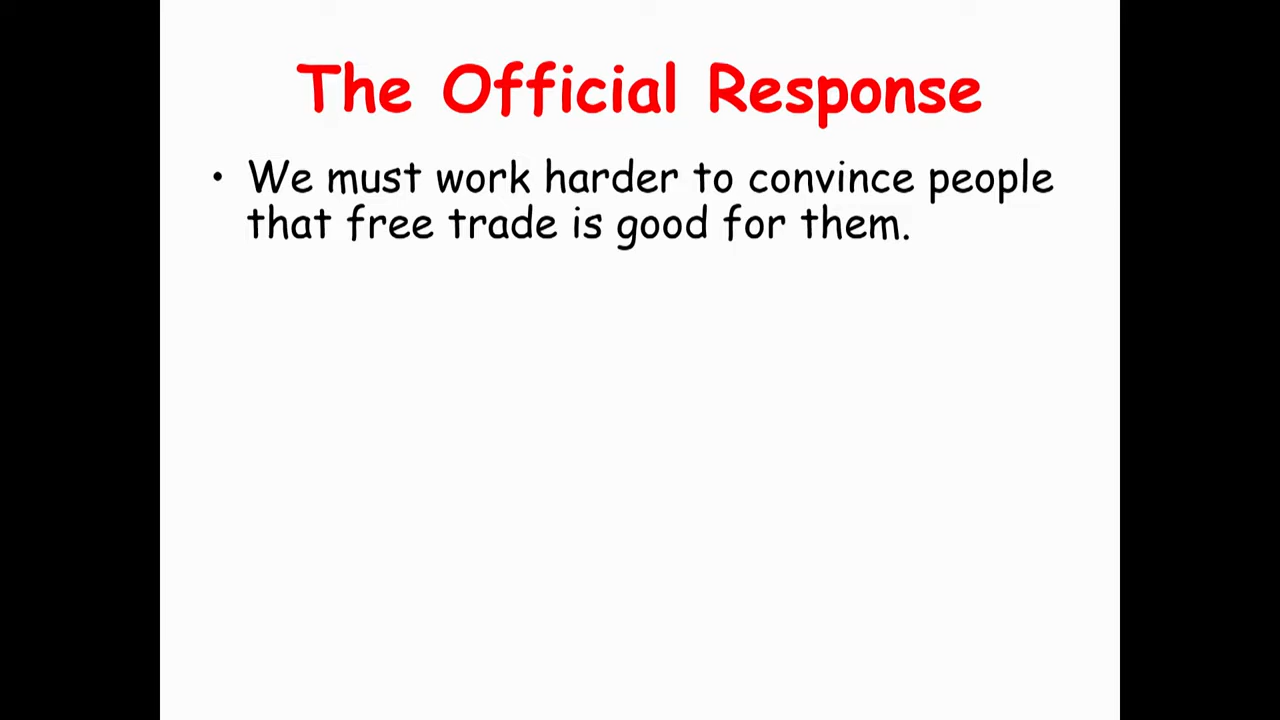 The Official Response
• We must work harder to convince people
that free trade is good for them.